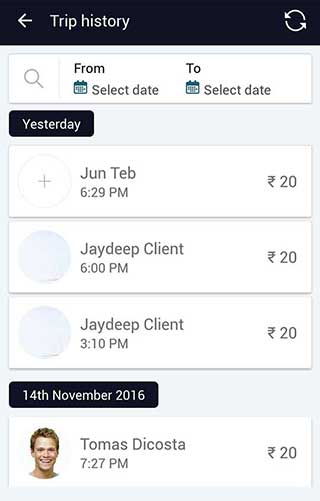 Trip history
From To
Select date Select date
Yesterday
Jun Teb
6:29 PM
₹ 20
Jaydeep Client
6:00 PM
₹ 20
Jaydeep Client
3:10 PM
₹ 20
14th November 2016
Tomas Dicosta
7:27 PM
₹ 20